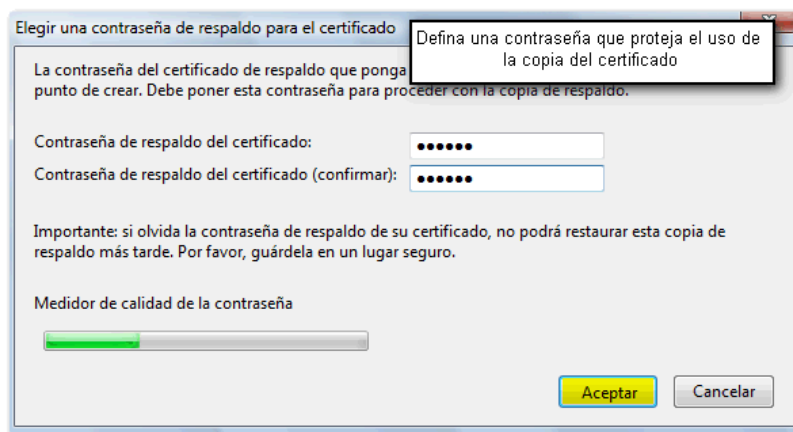 Elegir una contraseña de respaldo para el certificado
Defina una contraseña que proteja el uso de
la copia del certificado
La contraseña del certificado de respaldo que ponga
punto de crear. Debe poner esta contraseña para proceder con la copia de respaldo.
Contraseña de respaldo del certificado:
Contraseña de respaldo del certificado (confirmar):
Importante: si olvida la contraseña de respaldo de su certificado, no podrá restaurar esta copia de
respaldo más tarde. Por favor, guárdela en un lugar seguro.
Medidor de calidad de la contraseña
Aceptar
Cancelar